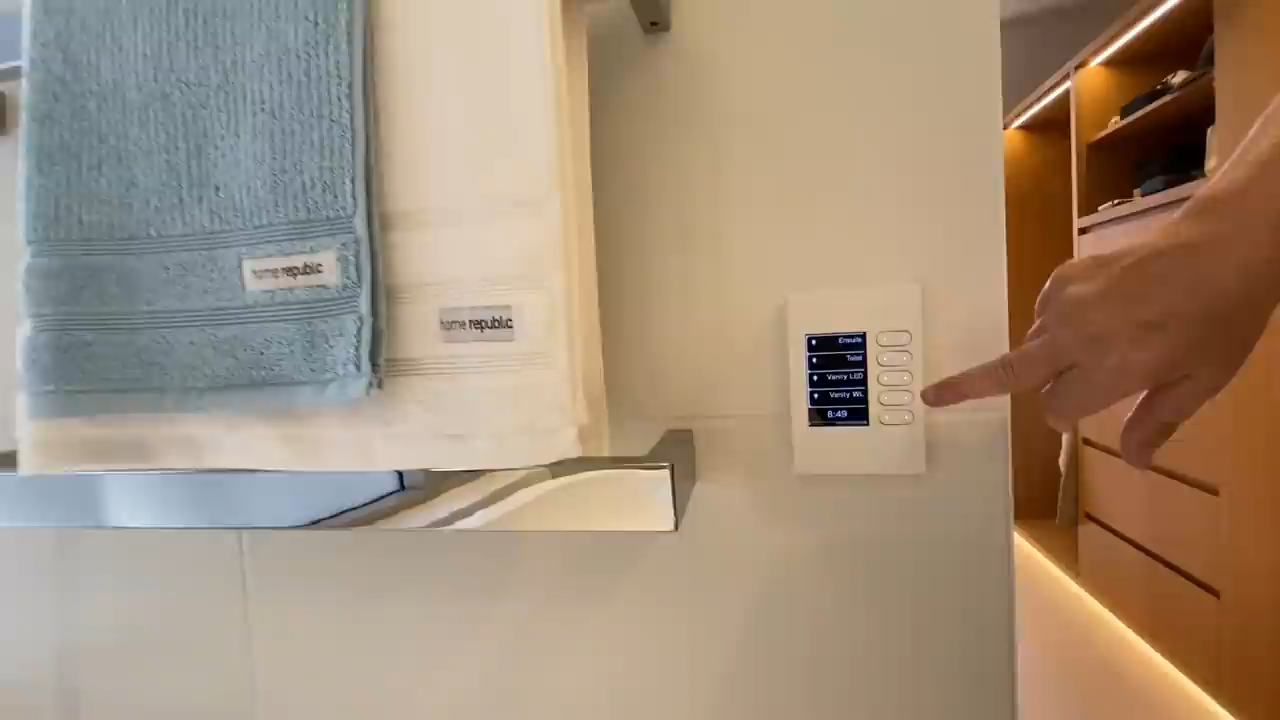 home republic
home republic
Ensuite
Toilet
Vanity LED
Vanity WL
8:49